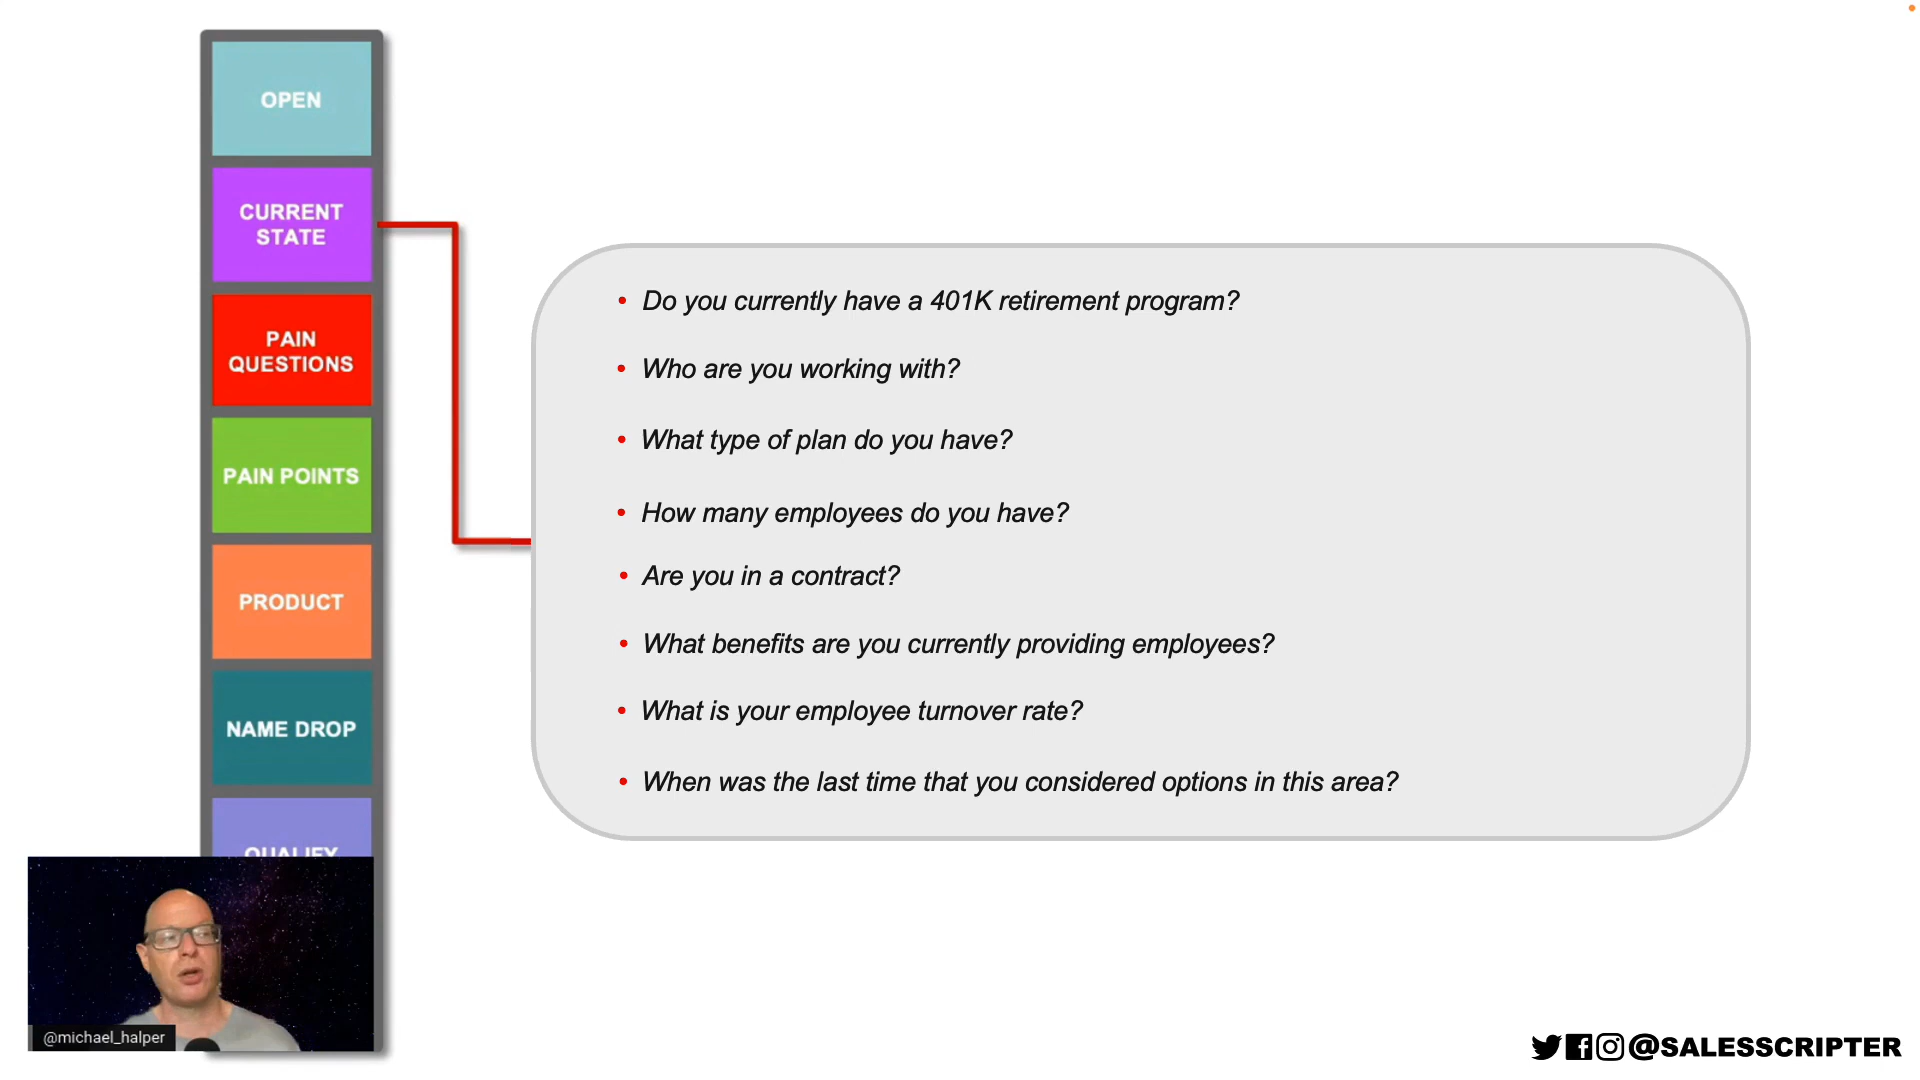 OPEN
CURRENT
STATE
PAIN
QUESTIONS
PAIN POINTS
PRODUCT
NAME DROP
QUALIFY
• Do you currently have a 401K retirement program?
• Who are you working with?
• What type of plan do you have?
• How many employees do you have?
• Are you in a contract?
• What benefits are you currently providing employees?
• What is your employee turnover rate?
• When was the last time that you considered options in this area?
@michael_halper
@SALESSCRIPTER